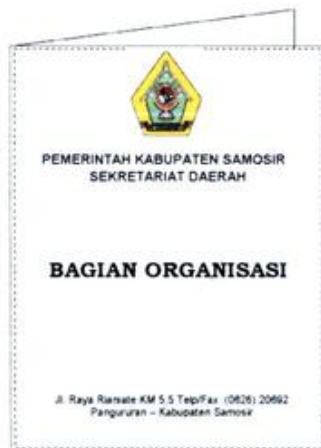 PEMERINTAH KABUPATEN SAMOSIR
SEKRETARIAT DAERAH
BAGIAN ORGANISASI
Jl. Raya Rianiate KM 5.5 Telp/Fax. (0626) 20692
Pangururan – Kabupaten Samosir